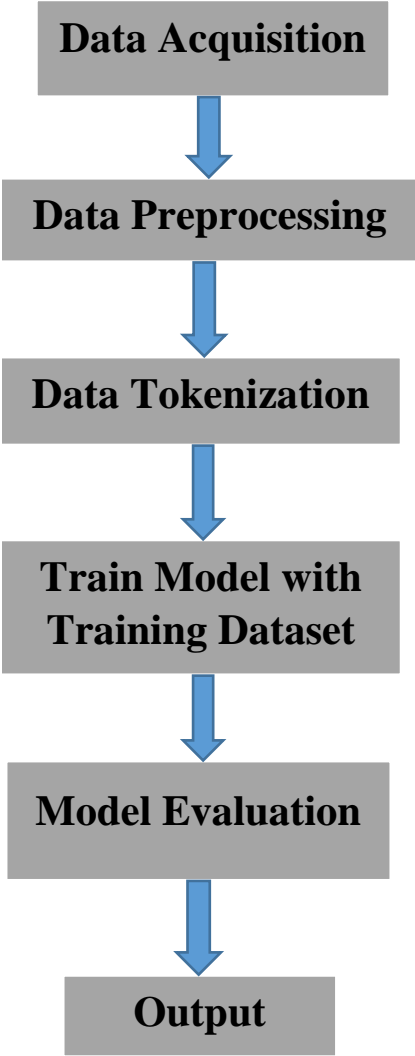 Data Acquisition
Data Preprocessing
Data Tokenization
Train Model with
Training Dataset
Model Evaluation
Output